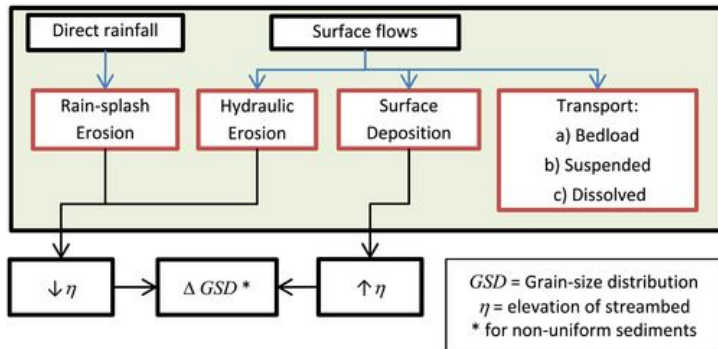 Direct rainfall
Surface flows
Rain-splash
Erosion
Hydraulic
Erosion
Surface
Deposition
Transport:
a) Bedload
b) Suspended
c) Dissolved
↓ η
Δ GSD *
↑ η
GSD = Grain-size distribution
η = elevation of streambed
* for non-uniform sediments